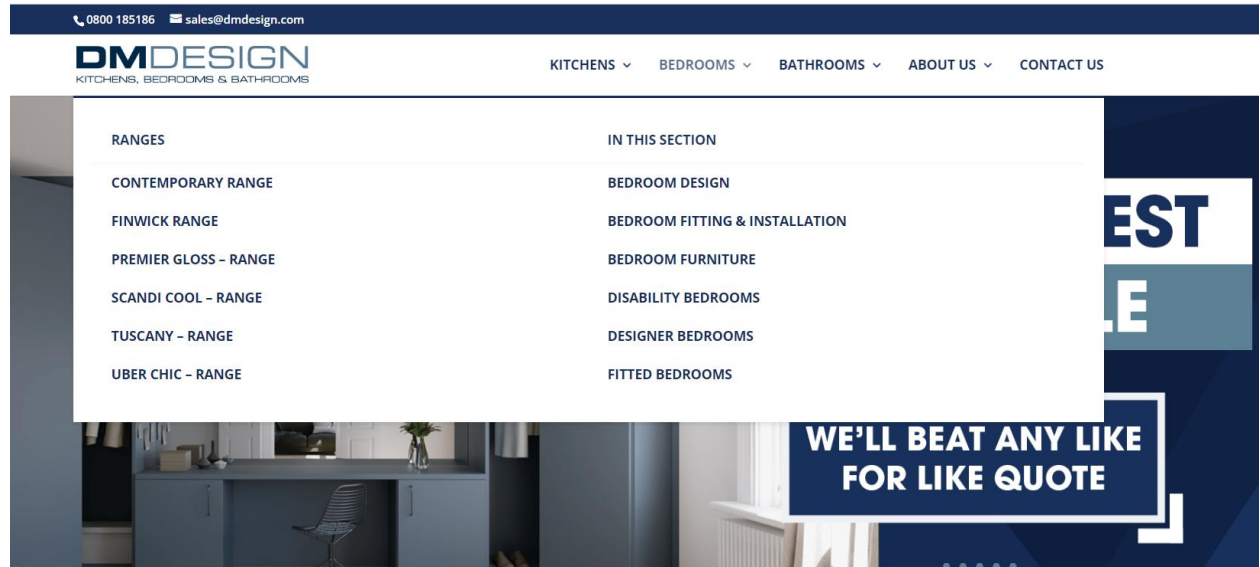 0800 185186 sales@dmdesign.com
DMDESIGN
KITCHENS, BEDROOMS & BATHROOMS
KITCHENS BEDROOMS BATHROOMS ABOUT US CONTACT US
RANGES
CONTEMPORARY RANGE
FINWICK RANGE
PREMIER GLOSS – RANGE
SCANDI COOL – RANGE
TUSCANY – RANGE
UBER CHIC – RANGE
IN THIS SECTION
BEDROOM DESIGN
BEDROOM FITTING & INSTALLATION
BEDROOM FURNITURE
DISABILITY BEDROOMS
DESIGNER BEDROOMS
FITTED BEDROOMS
EST
LE
WE'LL BEAT ANY LIKE
FOR LIKE QUOTE